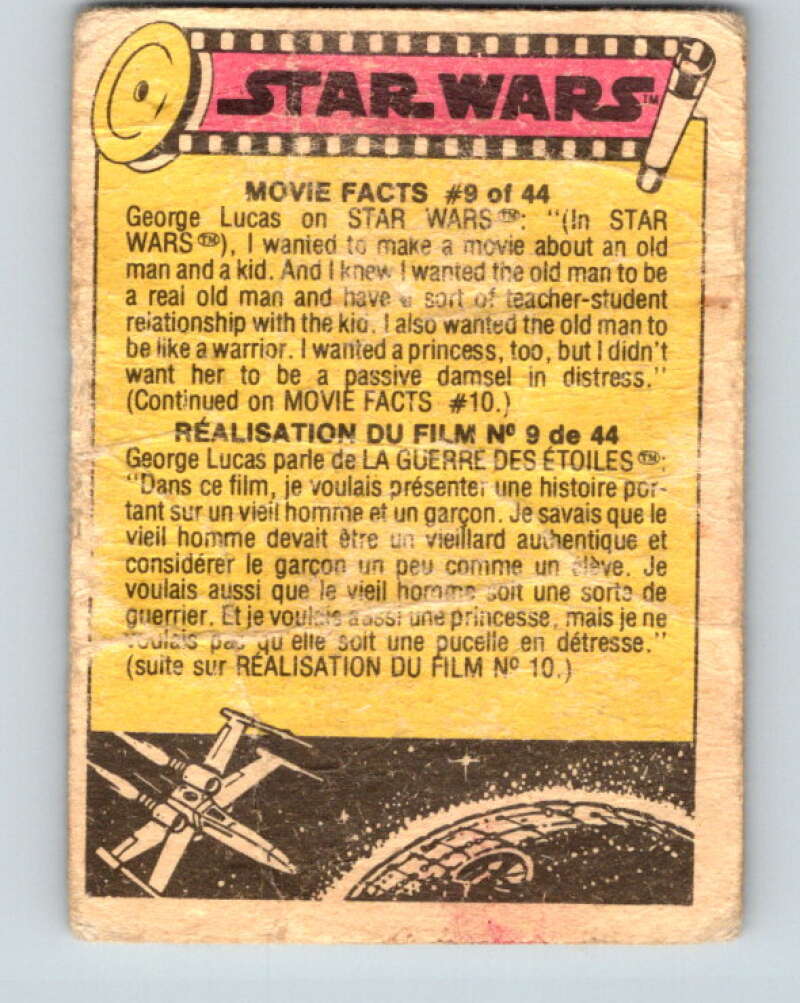 STAR WARS™
MOVIE FACTS #9 of 44
George Lucas on STAR WARS™: "(In STAR
WARS™), I wanted to make a movie about an old
man and a kid. And I knew I wanted the old man to be
a real old man and have a sort of teacher-student
relationship with the kid. I also wanted the old man to
be like a warrior. I wanted a princess, too, but I didn't
want her to be a passive damsel in distress."
(Continued on MOVIE FACTS #10.)
RÉALISATION DU FILM Nº 9 de 44
George Lucas parle de LA GUERRE DES ÉTOILES™:
"Dans ce film, je voulais présenter une histoire por-
tant sur un vieil homme et un garçon. Je savais que le
vieil homme devait être un vieillard authentique et
considérer le garçon un peu comme un élève. Je
voulais aussi que le vieil homme soit une sorte de
guerrier. Et je voulais aussi une princesse, mais je ne
voulais pas qu'elle soit une pucelle en détresse."
(suite sur RÉALISATION DU FILM Nº 10.)